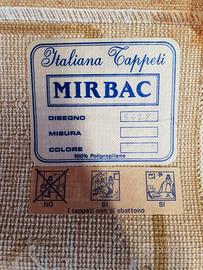 Italiana Tappeti
MIRBAC
DISEGNO
MISURA
COLORE
100% Polipropilene
NO SI SI
I tappeti non si sbattono